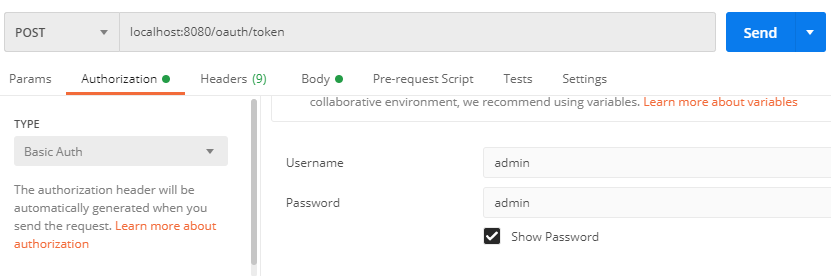 POST localhost:8080/oauth/token Send
Params Authorization Headers (9) Body Pre-request Script Tests Settings
collaborative environment, we recommend using variables. Learn more about variables
TYPE
Basic Auth
The authorization header will be
automatically generated when you
send the request. Learn more about
authorization
Username admin
Password admin
Show Password